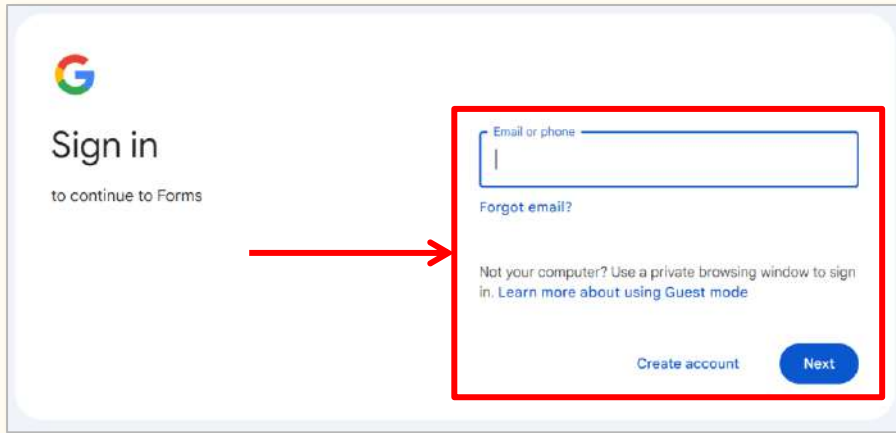 Sign in
to continue to Forms
Email or phone
Forgot email?
Not your computer? Use a private browsing window to sign
in. Learn more about using Guest mode
Create account
Next